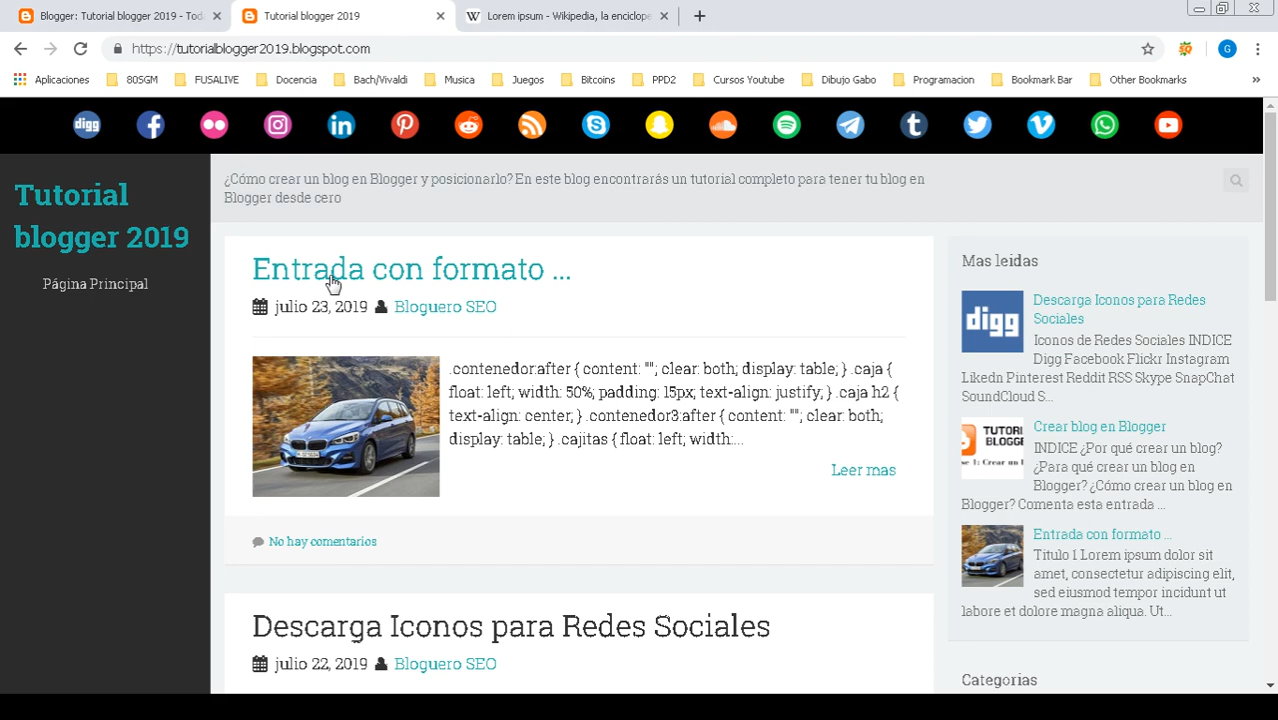 Blogger: Tutorial blogger 2019 - Toda
Tutorial blogger 2019
Lorem ipsum - Wikipedia, la enciclope
https://tutorialblogger2019.blogspot.com
G
Aplicaciones
80SGM
FUSALIVE
Docencia
Bach/Vivaldi
Musica
Juegos
Bitcoins
PPD2
Cursos Youtube
Dibujo Gabo
Programacion
Bookmark Bar
Other Bookmarks
digg
Tutorial
blogger 2019
Página Principal
¿Cómo crear un blog en Blogger y posicionarlo? En este blog encontrarás un tutorial completo para tener tu blog en
Blogger desde cero
Entrada con formato ...
julio 23, 2019 Bloguero SEO
.contenedor:after { content: ""; clear: both; display: table; } .caja {
float: left; width: 50%; padding: 15px; text-align: justify; } .caja h2 {
text-align: center; } .contenedor3:after { content: ""; clear: both;
display: table; } .cajitas { float: left; width:...
Leer mas
No hay comentarios
Descarga Iconos para Redes Sociales
julio 22, 2019 Bloguero SEO
Mas leidas
digg
Descarga Iconos para Redes
Sociales
Iconos de Redes Sociales INDICE
Digg Facebook Flickr Instagram
Likedn Pinterest Reddit RSS Skype SnapChat
SoundCloud S...
TUTORI
BLOGGE
Crear blog en Blogger
INDICE ¿Por qué crear un blog?
¿Para qué crear un blog en
Blogger? ¿Cómo crear un blog en
Blogger? Comenta esta entrada ...
Entrada con formato ...
Titulo 1 Lorem ipsum dolor sit
amet, consectetur adipiscing elit,
sed eiusmod tempor incidunt ut
labore et dolore magna aliqua. Ut...
Categorias